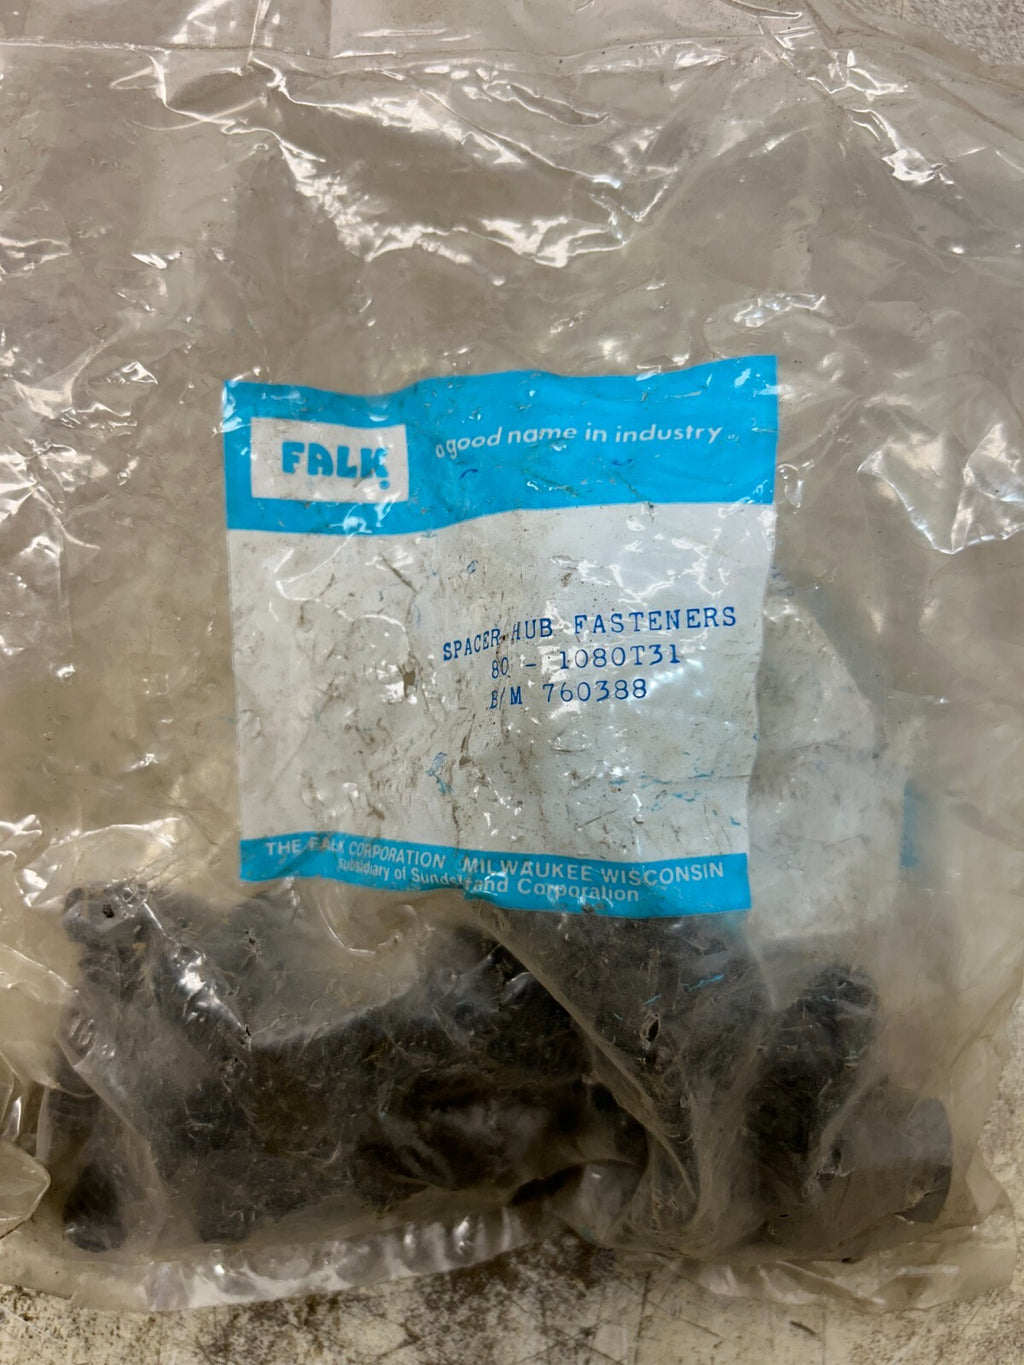 FALK®
a good name in industry
SPACER HUB FASTENERS
80 - 1080T31
B/M 760388
THE FALK CORPORATION MILWAUKEE WISCONSIN
subsidiary of Sundstrand Corporation